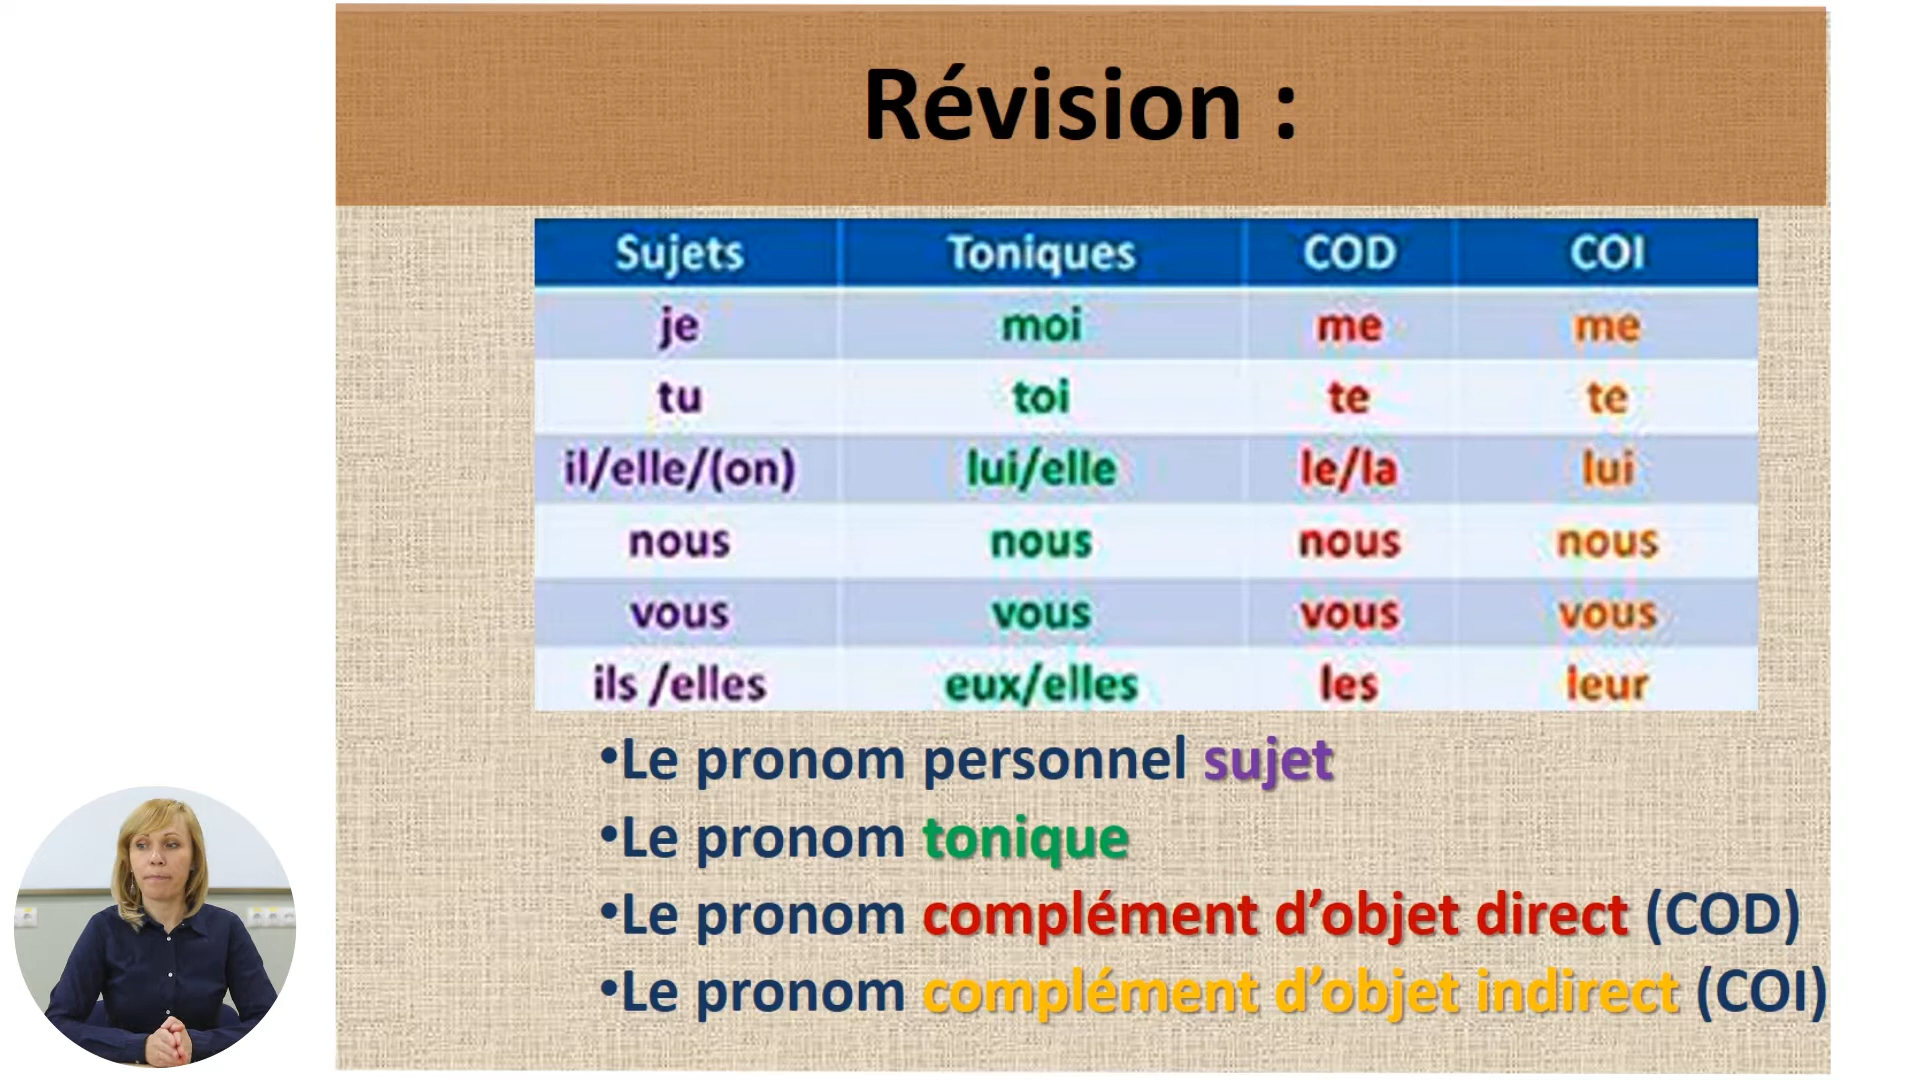 Révision :
Sujets Toniques COD COI
je moi me me
tu toi te te
il/elle/(on) lui/elle le/la lui
nous nous nous nous
vous vous vous vous
ils /elles eux/elles les leur
•Le pronom personnel sujet
•Le pronom tonique
•Le pronom complément d’objet direct (COD)
•Le pronom complément d’objet indirect (COI)